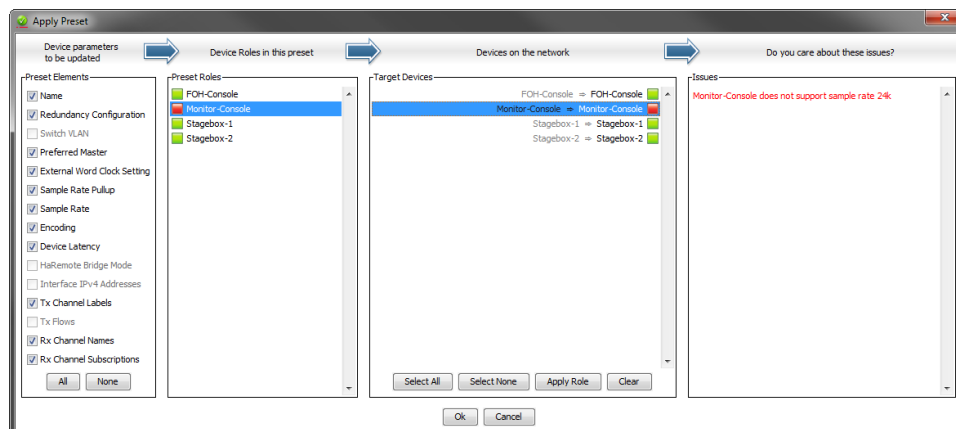 Apply Preset
Device parameters
to be updated
Device Roles in this preset
Devices on the network
Do you care about these issues?
Preset Elements
Name
Redundancy Configuration
Switch VLAN
Preferred Master
External Word Clock Setting
Sample Rate Pullup
Sample Rate
Encoding
Device Latency
HaRemote Bridge Mode
Interface IPv4 Addresses
Tx Channel Labels
Tx Flows
Rx Channel Names
Rx Channel Subscriptions
All None
Preset Roles
FOH-Console
Monitor-Console
Stagebox-1
Stagebox-2
Target Devices
FOH-Console ⇒ FOH-Console
Monitor-Console ⇒ Monitor-Console
Stagebox-1 ⇒ Stagebox-1
Stagebox-2 ⇒ Stagebox-2
Select All Select None Apply Role Clear
Issues
Monitor-Console does not support sample rate 24k
Ok Cancel